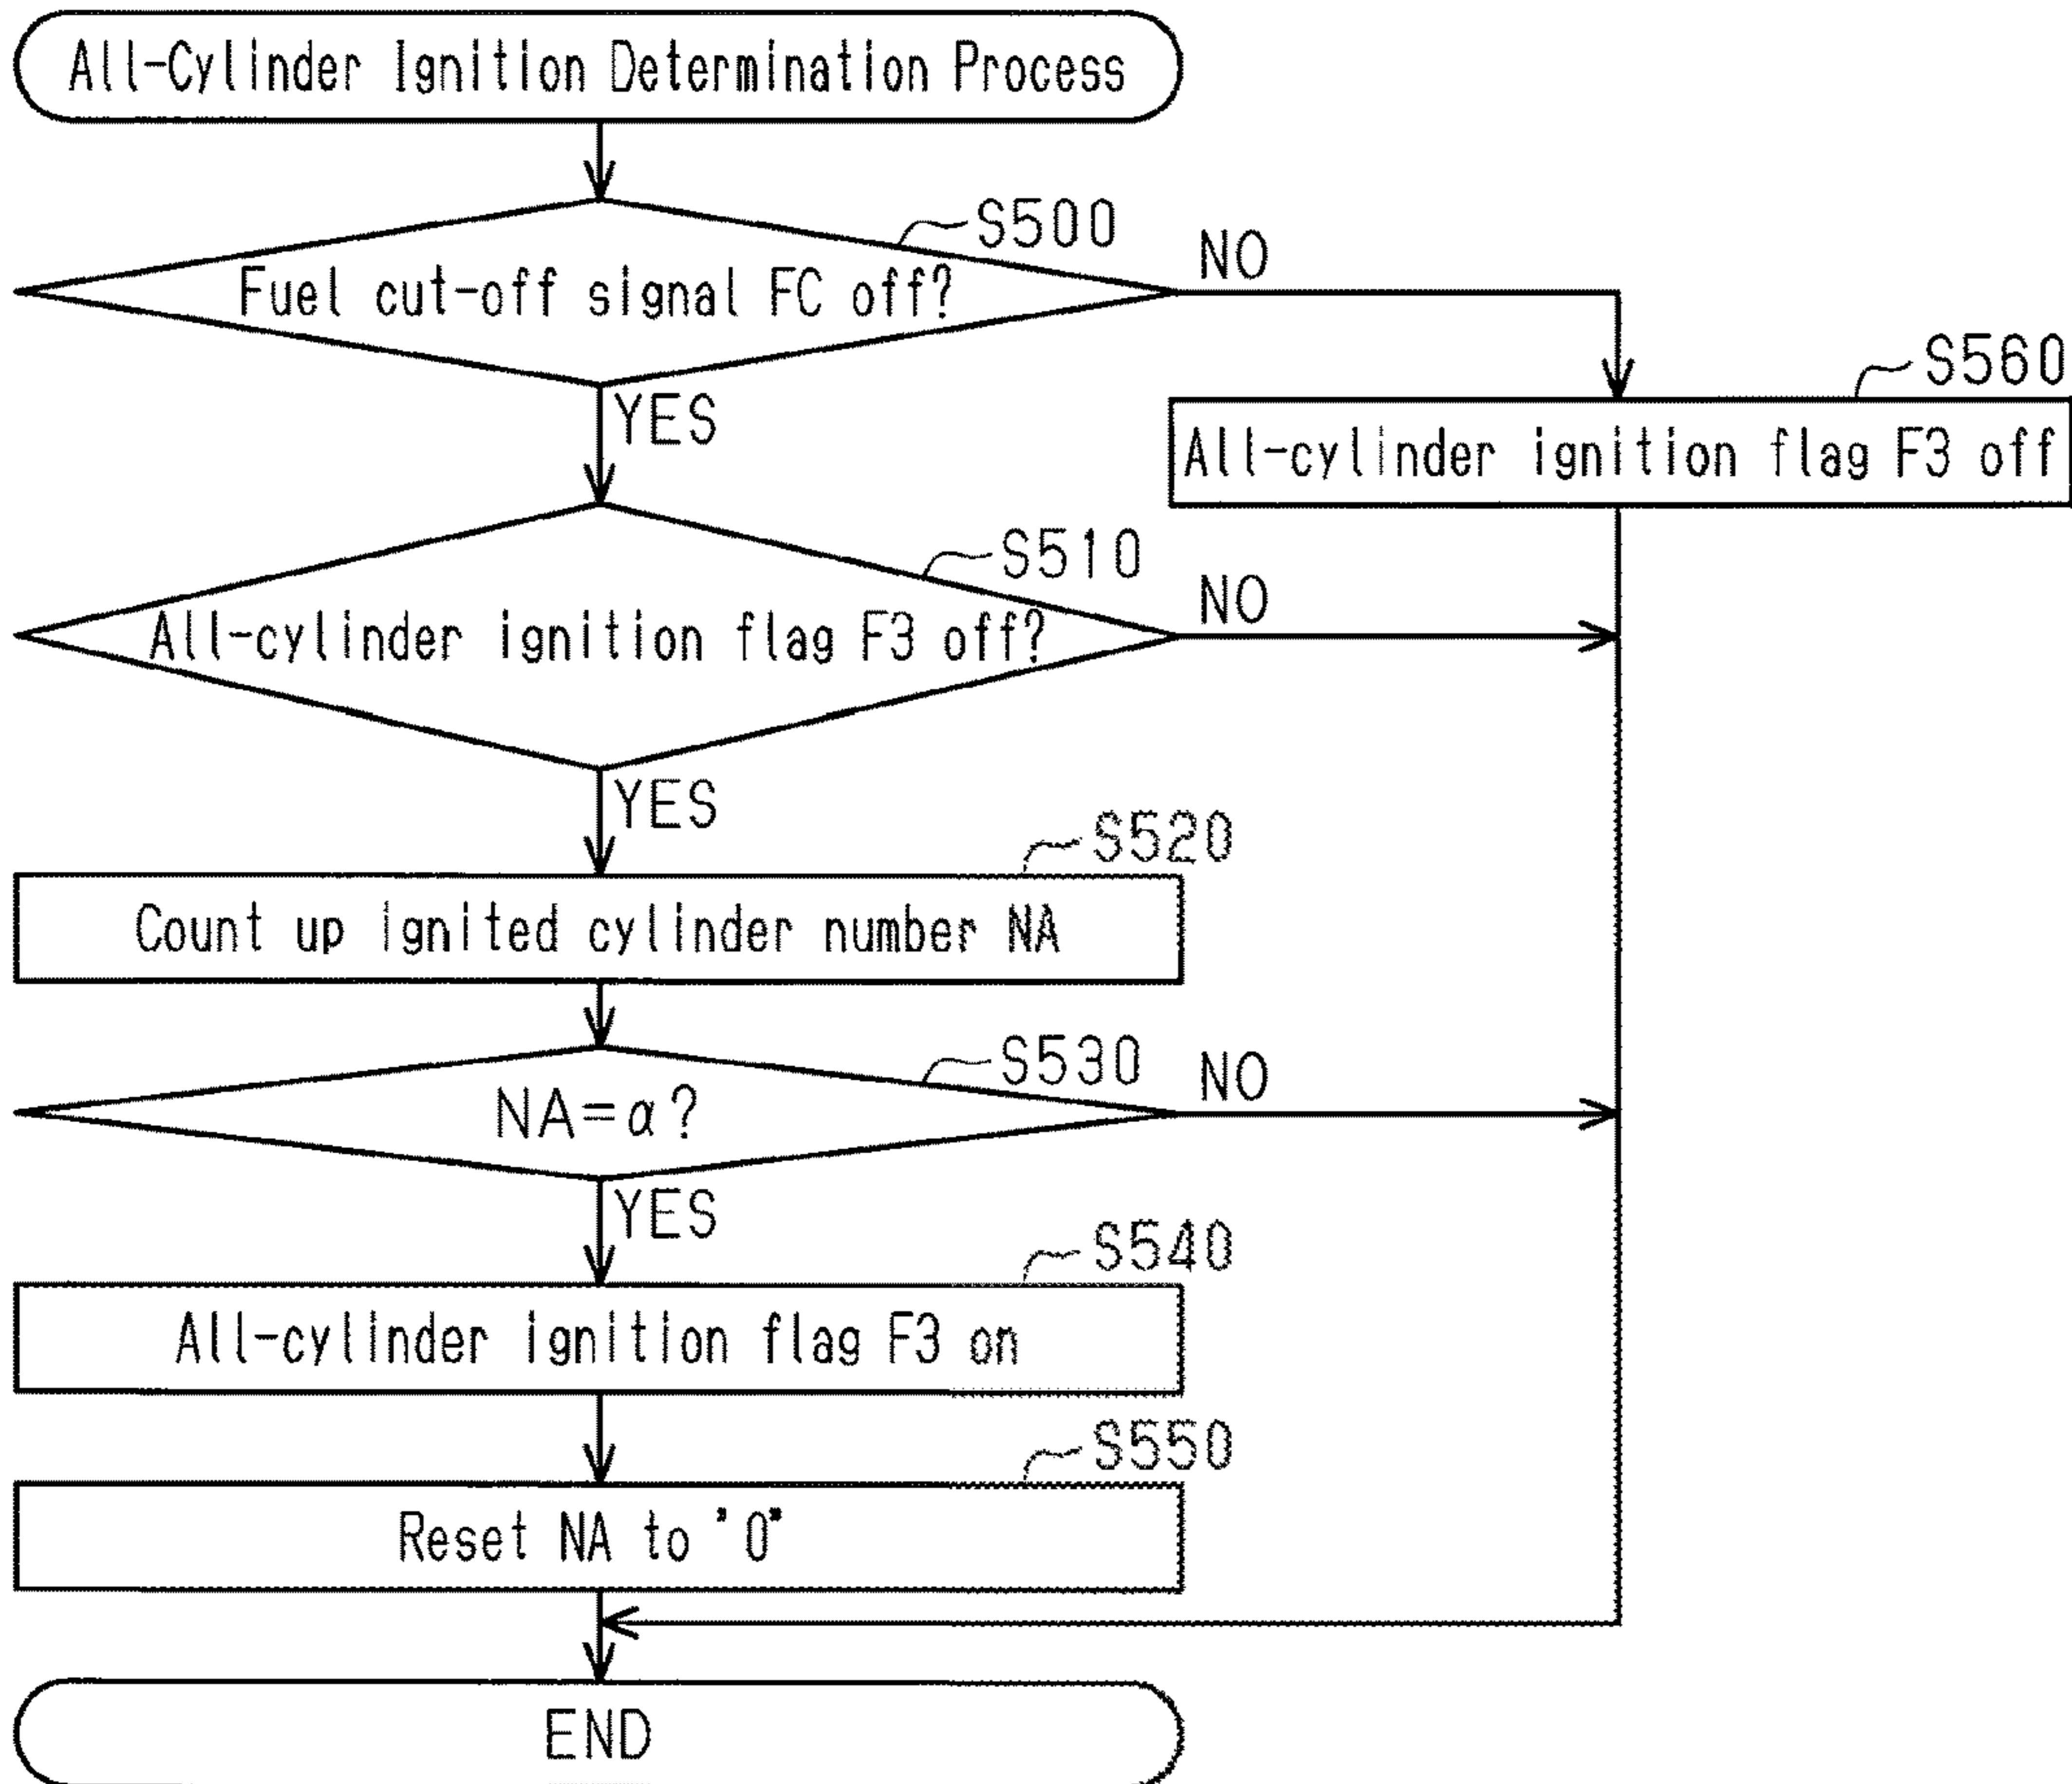 All-Cylinder Ignition Determination Process
S500
Fuel cut-off signal FC off?
NO
YES
S560
All-cylinder ignition flag F3 off
S510
All-cylinder ignition flag F3 off?
NO
YES
S520
Count up ignited cylinder number NA
S530
NA=α?
NO
YES
S540
All-cylinder ignition flag F3 on
S550
Reset NA to "0"
END